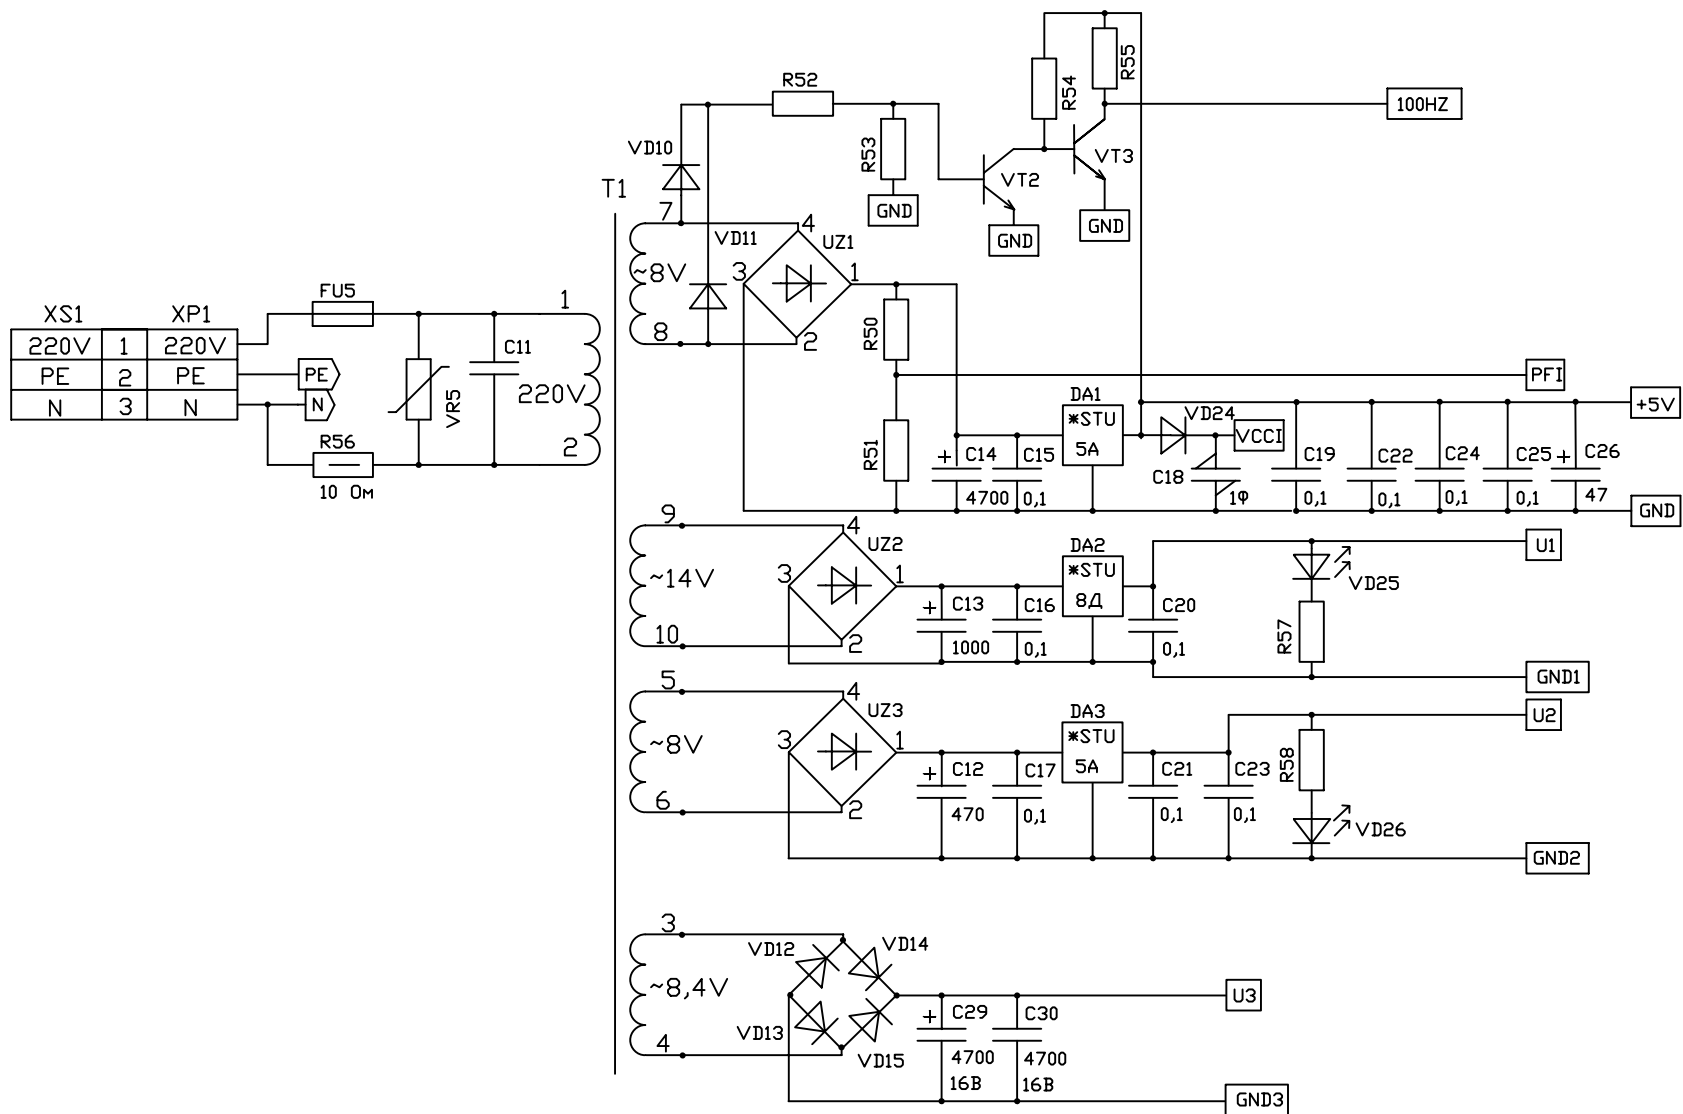 R52
R54
R55
100HZ
VD10
R53
VT2
VT3
GND
GND
GND
T1
7
4
VD11
UZ1
~8V
3
1
8
2
XS1
XP1
FU5
1
220V 1 220V
PE 2 PE
N 3 N
PE
N
VR5
C11
220V
2
R56
10 Ом
R50
R51
PFI
DA1
*STU
5A
VD24
VCCI
+5V
C14
4700
C15
0,1
C18
1Ф
C19
0,1
C22
0,1
C24
0,1
C25
0,1
C26
47
GND
9
4
UZ2
~14V
3
1
10
2
C13
1000
C16
0,1
DA2
*STU
8Д
C20
0,1
VD25
R57
U1
GND1
5
4
UZ3
~8V
3
1
6
2
C12
470
C17
0,1
DA3
*STU
5A
C21
0,1
C23
0,1
R58
VD26
U2
GND2
3
VD12
VD14
~8,4V
VD13
VD15
4
C29
4700
16В
C30
4700
16В
U3
GND3